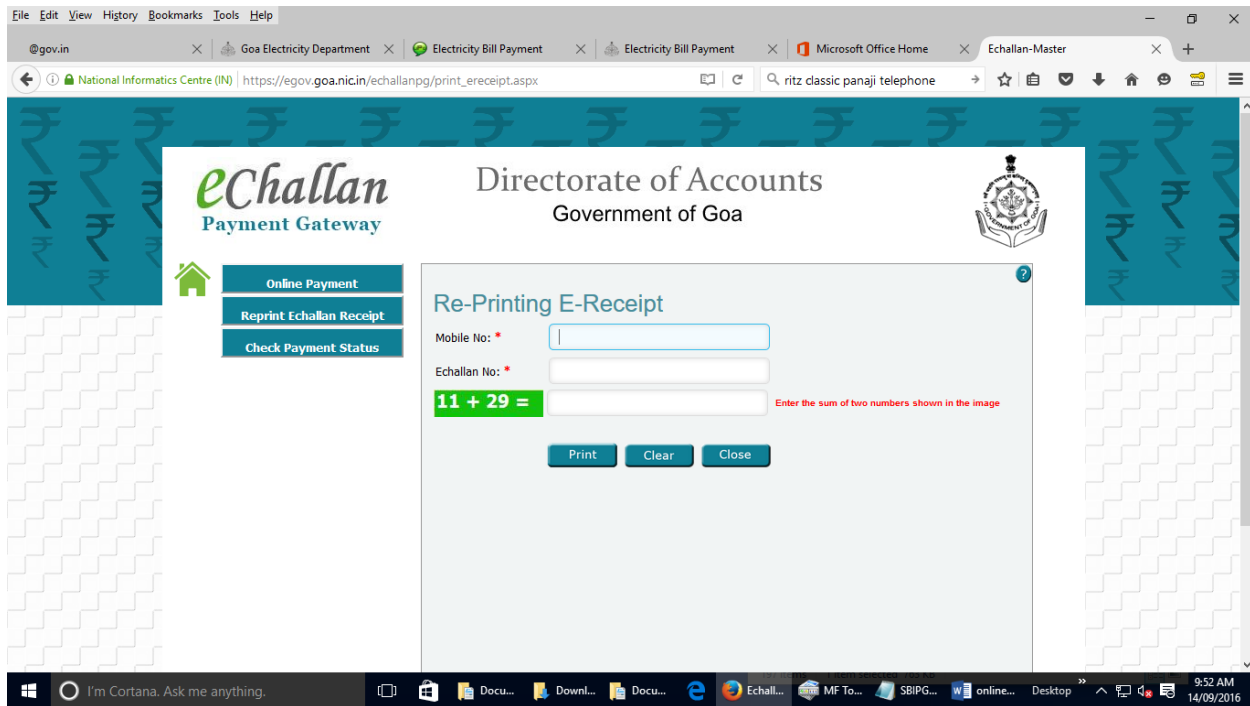 File Edit View History Bookmarks Tools Help
@gov.in
Goa Electricity Department
Electricity Bill Payment
Electricity Bill Payment
Microsoft Office Home
Echallan-Master
National Informatics Centre (IN) https://egov.goa.nic.in/echallanpg/print_ereceipt.aspx
ritz classic panaji telephone
eChallan
Payment Gateway
Directorate of Accounts
Government of Goa
Online Payment
Reprint Echallan Receipt
Check Payment Status
?
Re-Printing E-Receipt
Mobile No: *
Echallan No: *
11 + 29 =
Enter the sum of two numbers shown in the image
Print Clear Close
I'm Cortana. Ask me anything.
Docu...
Downl...
Docu...
Echall...
MF To...
SBIPG...
online...
Desktop
9:52 AM
14/09/2016